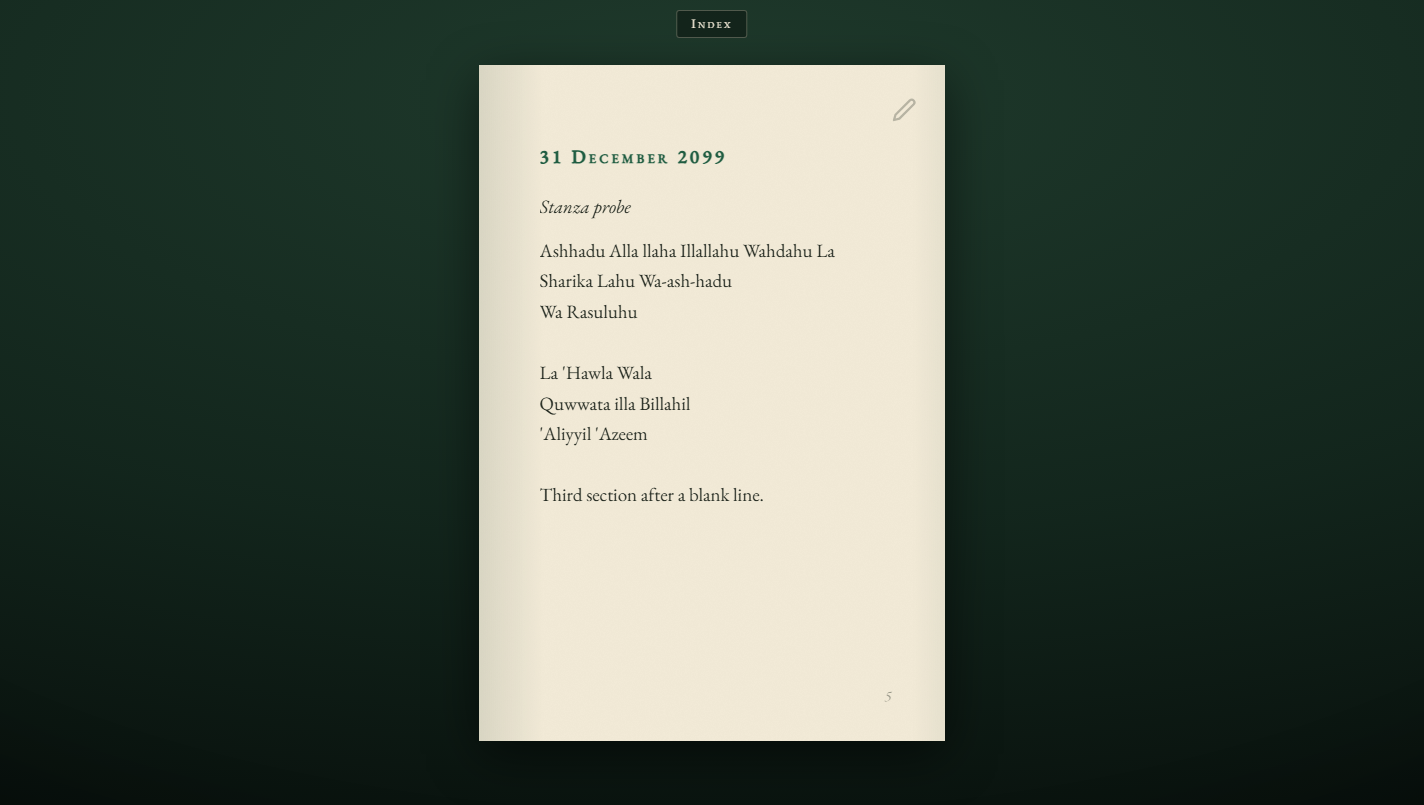 Index
31 December 2099
Stanza probe
Ashhadu Alla llaha Illallahu Wahdahu La
Sharika Lahu Wa-ash-hadu
Wa Rasuluhu
La 'Hawla Wala
Quwwata illa Billahil
'Aliyyil 'Azeem
Third section after a blank line.
5